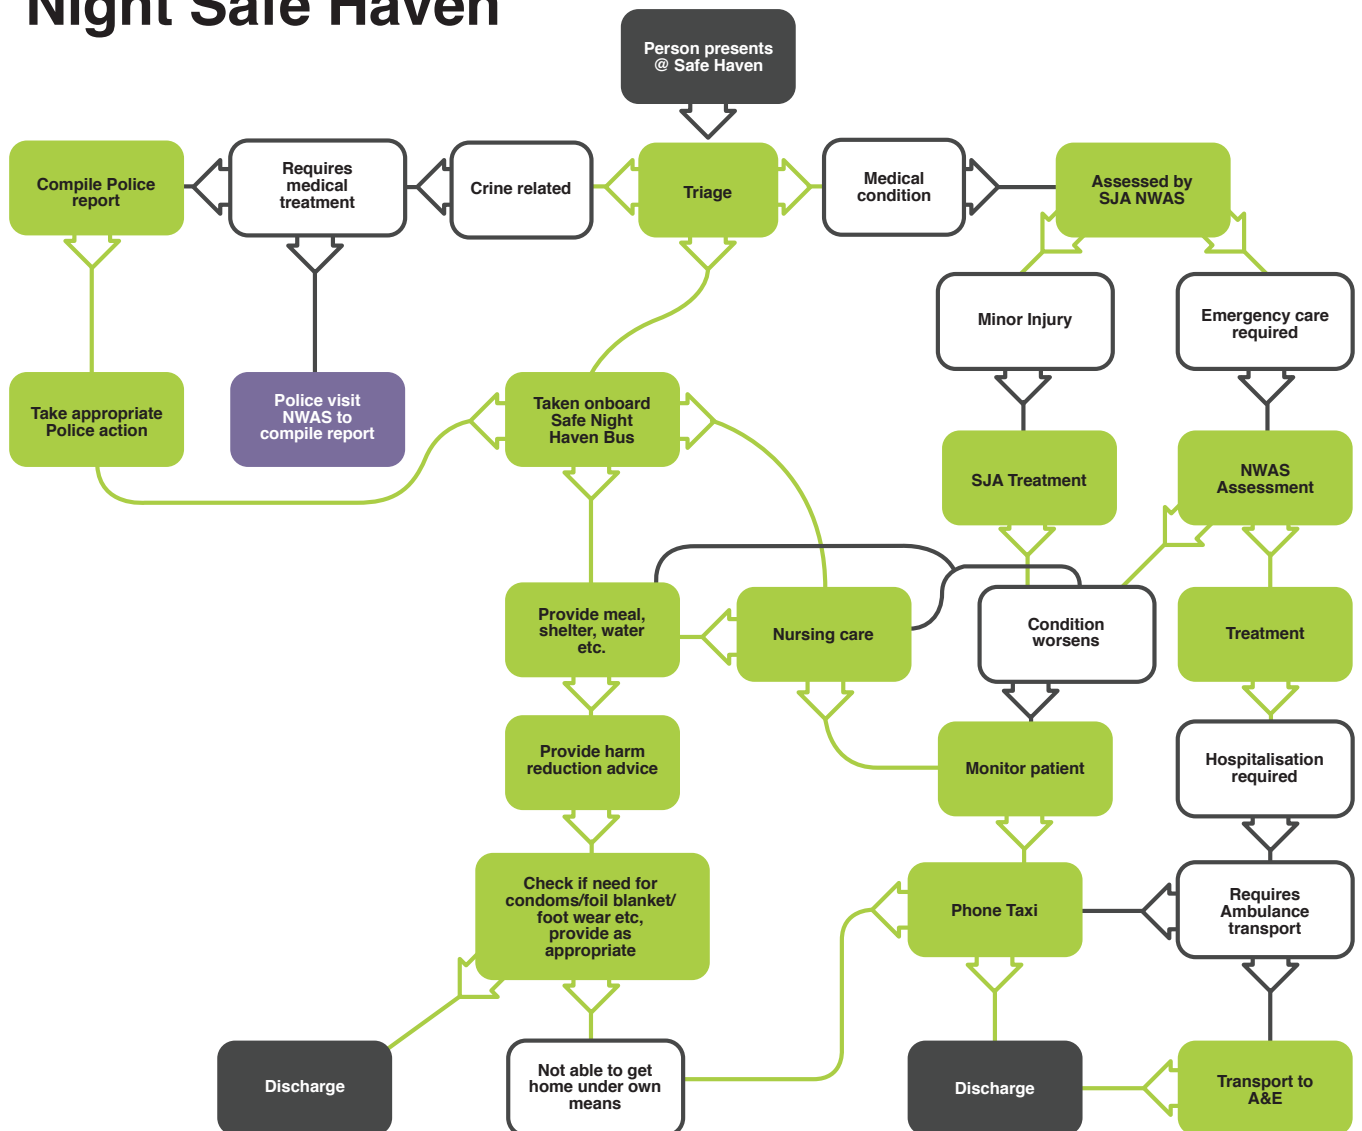 Night Safe Haven
Person presents
@ Safe Haven
Compile Police
report
Requires
medical
treatment
Crine related
Triage
Medical
condition
Assessed by
SJA NWAS
Minor Injury
Emergency care
required
Take appropriate
Police action
Police visit
NWAS to
compile report
Taken onboard
Safe Night
Haven Bus
SJA Treatment
NWAS
Assessment
Provide meal,
shelter, water
etc.
Nursing care
Condition
worsens
Treatment
Provide harm
reduction advice
Monitor patient
Hospitalisation
required
Check if need for
condoms/foil blanket/
foot wear etc,
provide as
appropriate
Phone Taxi
Requires
Ambulance
transport
Discharge
Not able to get
home under own
means
Discharge
Transport to
A&E